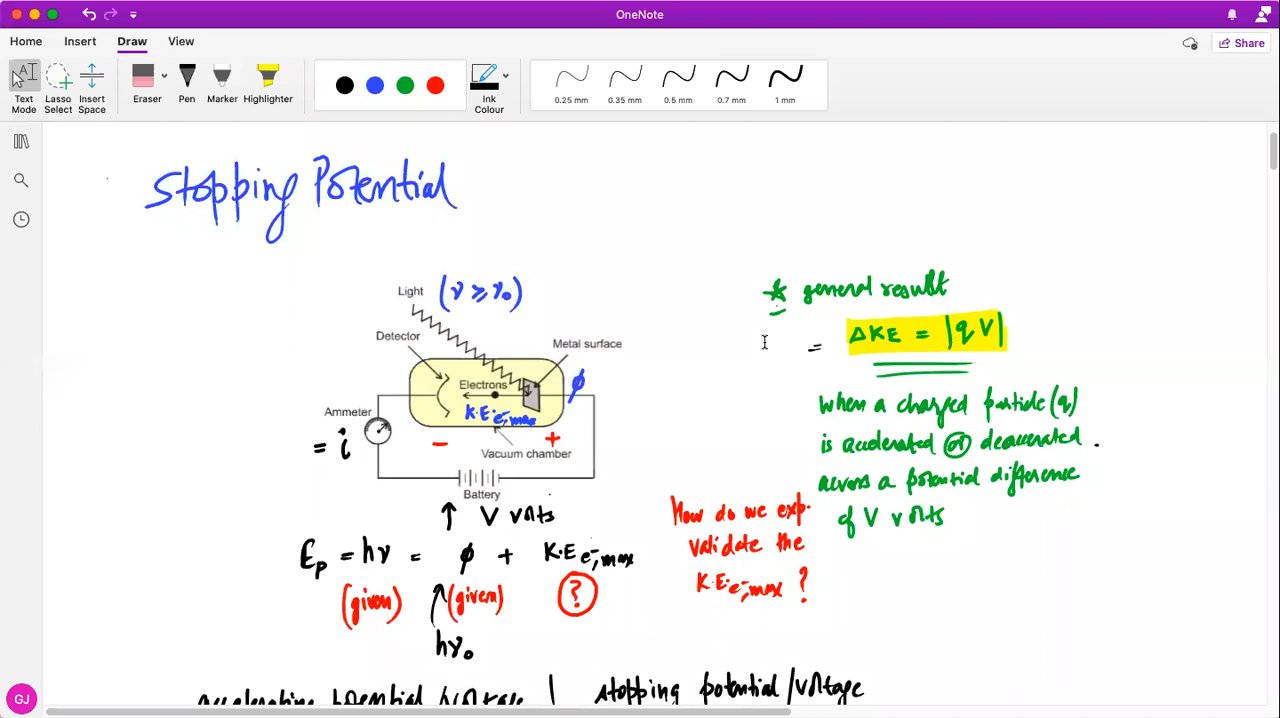 OneNote
Home Insert Draw View
Share
Text Mode
Lasso Select
Insert Space
Eraser
Pen
Marker
Highlighter
Ink Colour
0.25 mm
0.35 mm
0.5 mm
0.7 mm
1 mm
Stopping Potential
Light (ν ≥ ν₀)
Detector
Metal surface
Electrons
ϕ
K·E e⁻, max
Ammeter
= i
− +
Vacuum chamber
Battery
↑ V volts
Ep = hν = ϕ + K·E e⁻, max
(given) (given) ?
hν₀
☆ general result
= ΔKE = |qV|
When a charged particle (q)
is accelerated or deaccerated .
across a potential difference
of V volts
How do we exp.
validate the
K·E e⁻, max ?
accelerating potential/voltage | stopping potential/voltage
GJ